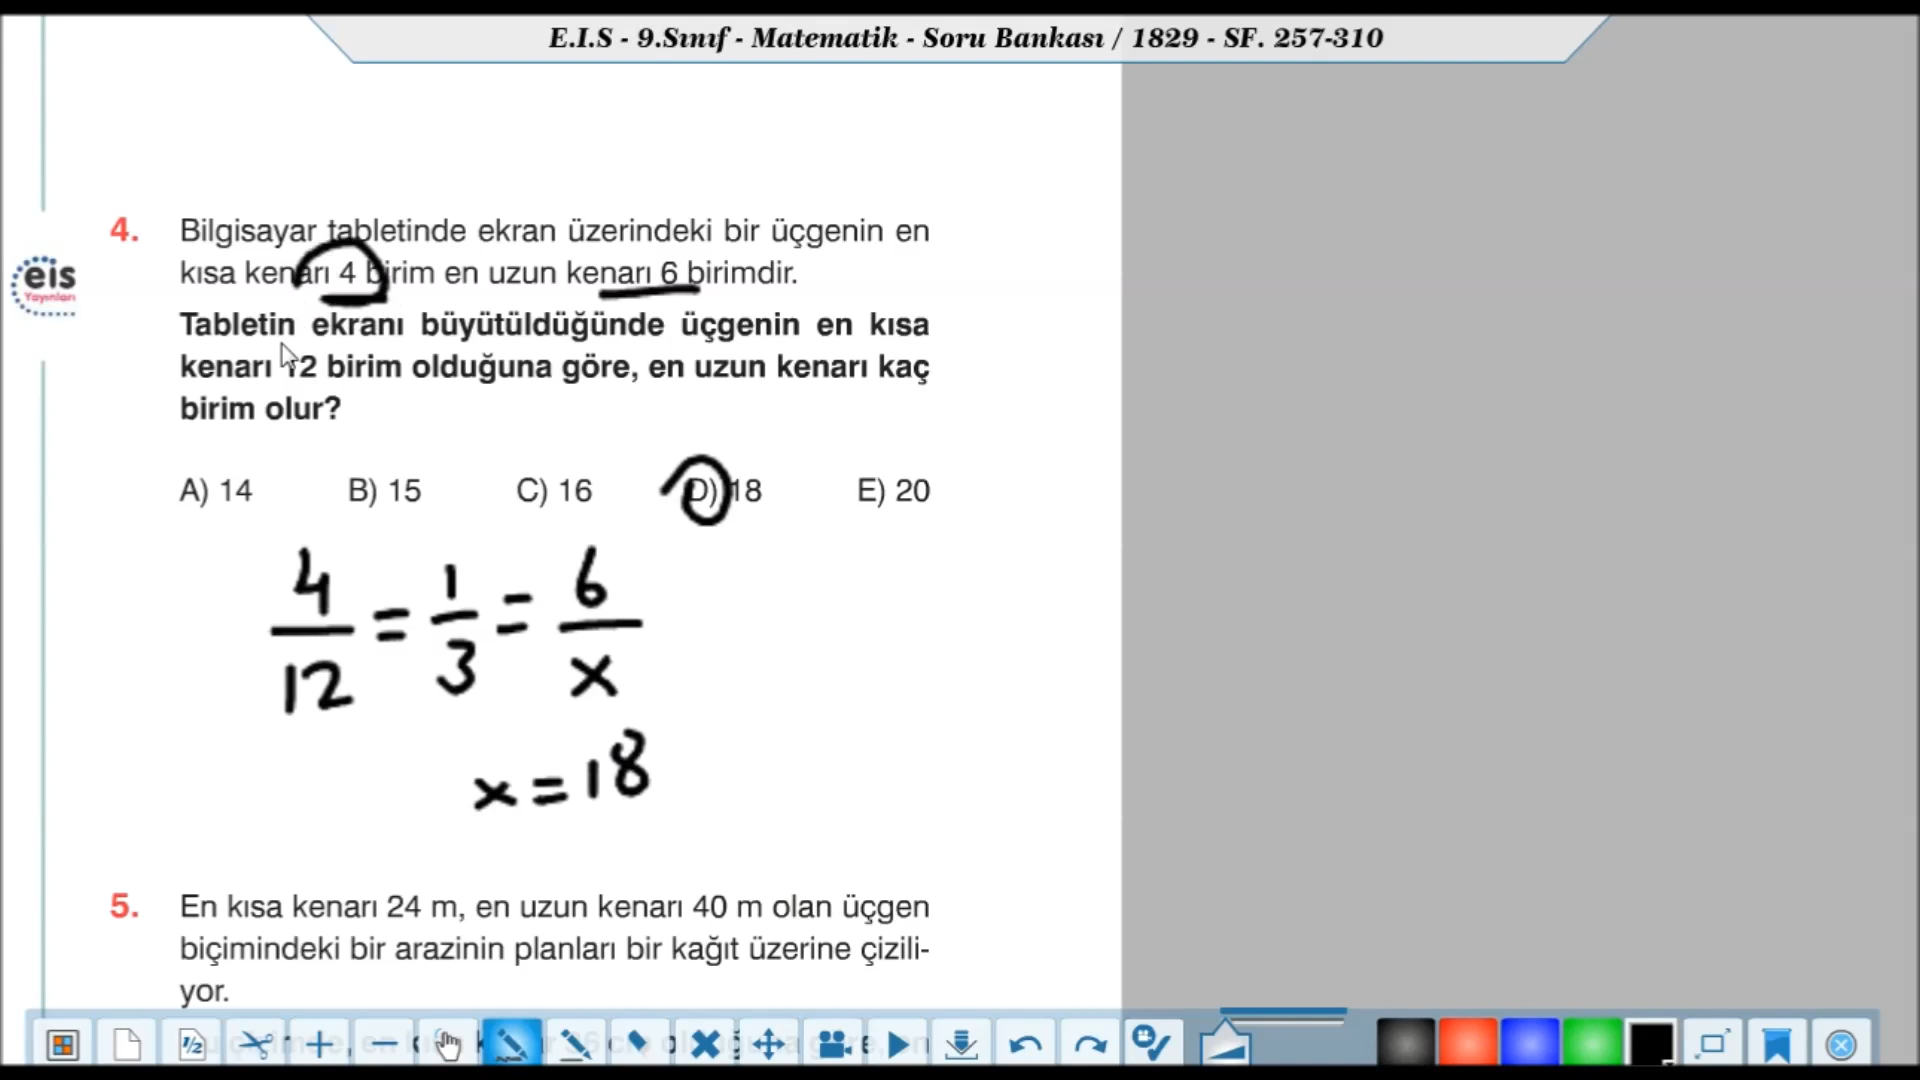 E.I.S - 9.Sınıf - Matematik - Soru Bankası / 1829 - SF. 257-310
eis
Yayınları
4. Bilgisayar tabletinde ekran üzerindeki bir üçgenin en
kısa kenarı 4 birim en uzun kenarı 6 birimdir.
Tabletin ekranı büyütüldüğünde üçgenin en kısa
kenarı 12 birim olduğuna göre, en uzun kenarı kaç
birim olur?
A) 14 B) 15 C) 16 D) 18 E) 20
4/12 = 1/3 = 6/x
x = 18
5. En kısa kenarı 24 m, en uzun kenarı 40 m olan üçgen
biçimindeki bir arazinin planları bir kağıt üzerine çizili-
yor.
1/2